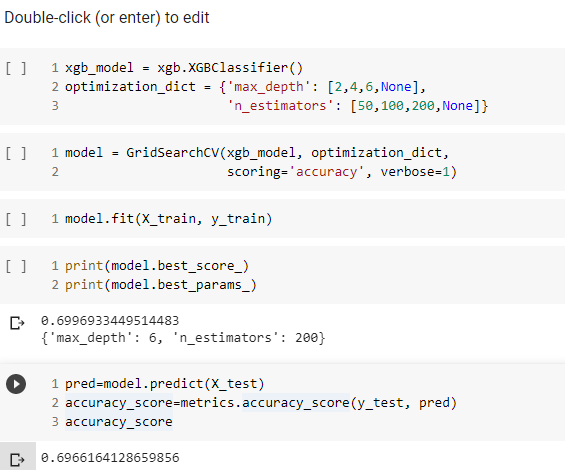 Double-click (or enter) to edit
[ ] 1 xgb_model = xgb.XGBClassifier()
2 optimization_dict = {'max_depth': [2,4,6,None],
3 'n_estimators': [50,100,200,None]}
[ ] 1 model = GridSearchCV(xgb_model, optimization_dict,
2 scoring='accuracy', verbose=1)
[ ] 1 model.fit(X_train, y_train)
[ ] 1 print(model.best_score_)
2 print(model.best_params_)
0.6996933449514483
{'max_depth': 6, 'n_estimators': 200}
1 pred=model.predict(X_test)
2 accuracy_score=metrics.accuracy_score(y_test, pred)
3 accuracy_score
0.6966164128659856